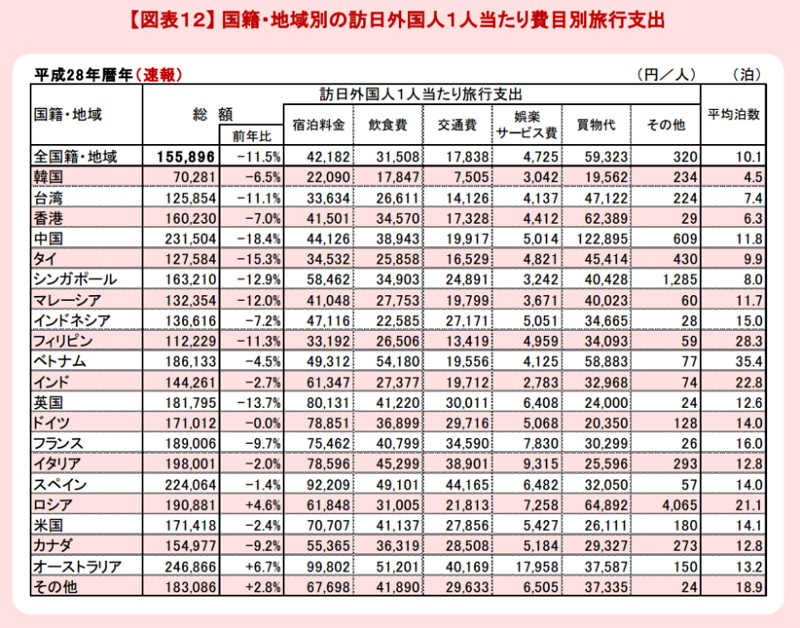 【図表12】 国籍・地域別の訪日外国人1人当たり費目別旅行支出
平成28年暦年(速報) (円/人) (泊)
訪日外国人1人当たり旅行支出
国籍・地域 総 額 前年比 宿泊料金 飲食費 交通費 娯楽サービス費 買物代 その他 平均泊数
全国籍・地域 155,896 -11.5% 42,182 31,508 17,838 4,725 59,323 320 10.1
韓国 70,281 -6.5% 22,090 17,847 7,505 3,042 19,562 234 4.5
台湾 125,854 -11.1% 33,634 26,611 14,126 4,137 47,122 224 7.4
香港 160,230 -7.0% 41,501 34,570 17,328 4,412 62,389 29 6.3
中国 231,504 -18.4% 44,126 38,943 19,917 5,014 122,895 609 11.8
タイ 127,584 -15.3% 34,532 25,858 16,529 4,821 45,414 430 9.9
シンガポール 163,210 -12.9% 58,462 34,903 24,891 3,242 40,428 1,285 8.0
マレーシア 132,354 -12.0% 41,048 27,753 19,799 3,671 40,023 60 11.7
インドネシア 136,616 -7.2% 47,116 22,585 27,171 5,051 34,665 28 15.0
フィリピン 112,229 -11.3% 33,192 26,506 13,419 4,959 34,093 59 28.3
ベトナム 186,133 -4.5% 49,312 54,180 19,556 4,125 58,883 77 35.4
インド 144,261 -2.7% 61,347 27,377 19,712 2,783 32,968 74 22.8
英国 181,795 -13.7% 80,131 41,220 30,011 6,408 24,000 24 12.6
ドイツ 171,012 -0.0% 78,851 36,899 29,716 5,068 20,350 128 14.0
フランス 189,006 -9.7% 75,462 40,799 34,590 7,830 30,299 26 16.0
イタリア 198,001 -2.0% 78,596 45,299 38,901 9,315 25,596 293 12.8
スペイン 224,064 -1.4% 92,209 49,101 44,165 6,482 32,050 57 14.0
ロシア 190,881 +4.6% 61,848 31,005 21,813 7,258 64,892 4,065 21.1
米国 171,418 -2.4% 70,707 41,137 27,856 5,427 26,111 180 14.1
カナダ 154,977 -9.2% 55,365 36,319 28,508 5,184 29,327 273 12.8
オーストラリア 246,866 +6.7% 99,802 51,201 40,169 17,958 37,587 150 13.2
その他 183,086 +2.8% 67,698 41,890 29,633 6,505 37,335 24 18.9